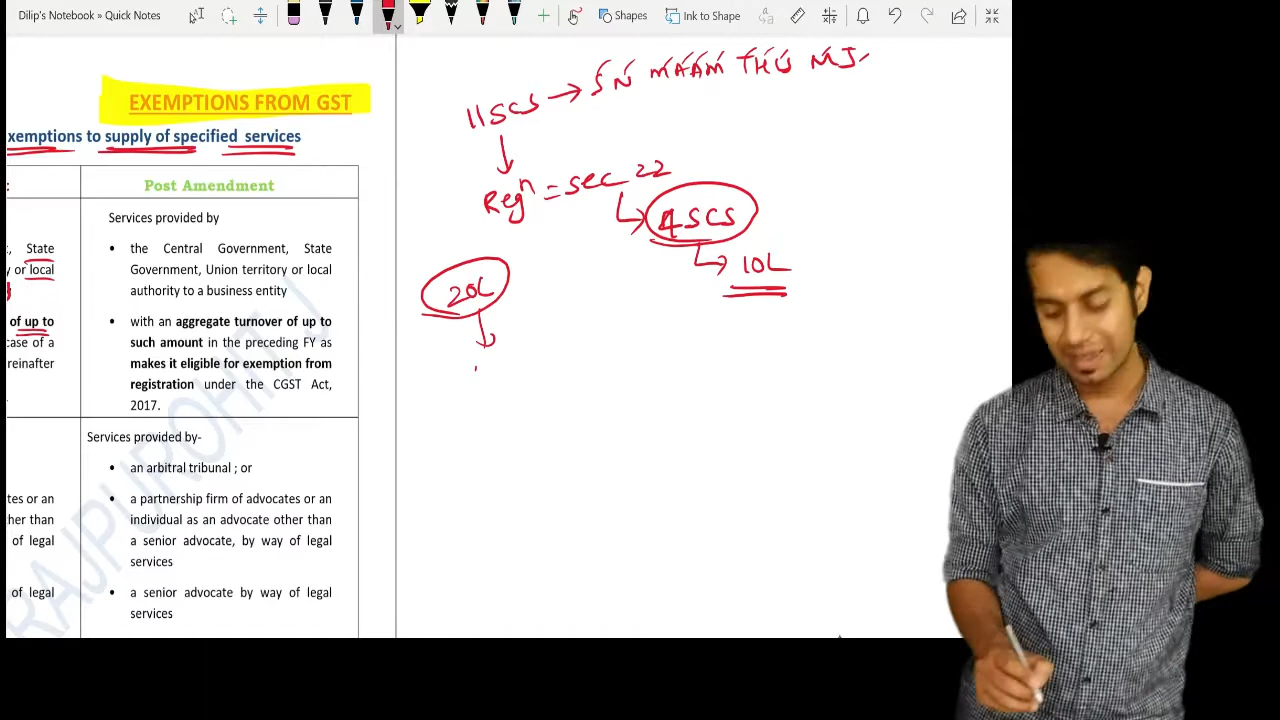 Dilip's Notebook » Quick Notes
Shapes
Ink to Shape
EXEMPTIONS FROM GST
xemptions to supply of specified services
:
Post Amendment
, State
y or local
of up to
case of a
reinafter
Services provided by
• the Central Government, State
Government, Union territory or local
authority to a business entity
• with an aggregate turnover of up to
such amount in the preceding FY as
makes it eligible for exemption from
registration under the CGST Act,
2017.
tes or an
her than
of legal
of legal
Services provided by-
• an arbitral tribunal ; or
• a partnership firm of advocates or an
individual as an advocate other than
a senior advocate, by way of legal
services
• a senior advocate by way of legal
services
RAJPUROHIT J
11SCS → SN MAAM THU MJ
Regn = Sec 22
4SCS
10L
20L